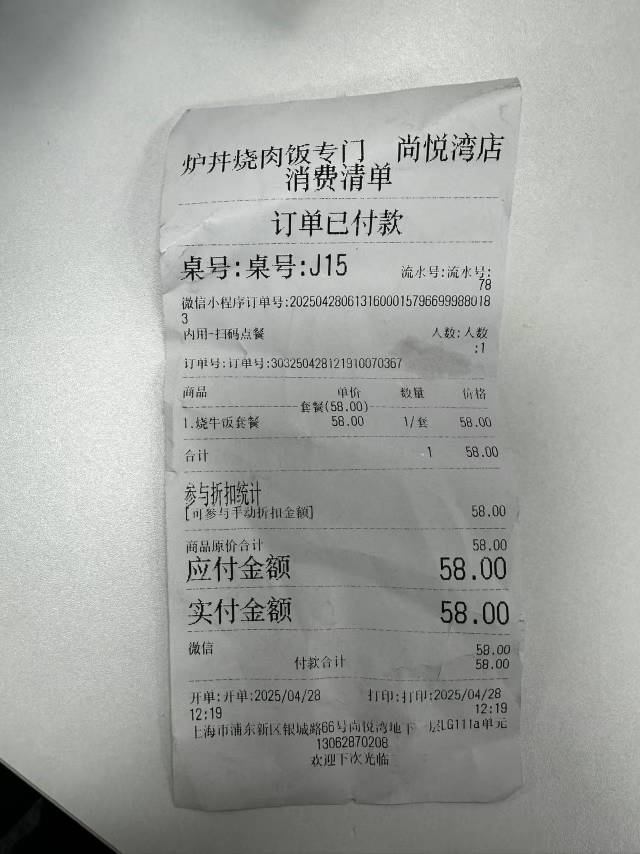 炉丼烧肉饭专门 尚悦湾店
消费清单
订单已付款
桌号:桌号:J15 流水号:流水号:
78
微信小程序订单号:202504280613160001579669998801​8
3
内用-扫码点餐 人数:人数
:1
订单号:订单号:303250428121910070367
商品 单价 数量 价格
套餐(58.00)
1.烧牛饭套餐 58.00 1/套 58.00
合计 1 58.00
参与折扣统计
[可参与手动折扣金额] 58.00
商品原价合计 58.00
应付金额 58.00
实付金额 58.00
微信 58.00
付款合计 58.00
开单:开单:2025/04/28 打印:打印:2025/04/28
12:19 12:19
上海市浦东新区银城路66号尚悦湾地下 层LG111a单元
13062870208
欢迎下次光临